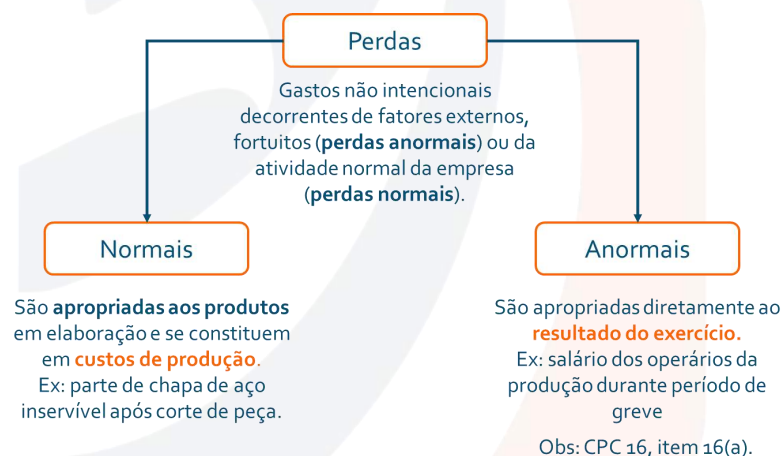 Perdas
Gastos não intencionais
decorrentes de fatores externos,
fortuitos (perdas anormais) ou da
atividade normal da empresa
(perdas normais).
Normais
São apropriadas aos produtos
em elaboração e se constituem
em custos de produção.
Ex: parte de chapa de aço
inservível após corte de peça.
Anormais
São apropriadas diretamente ao
resultado do exercício.
Ex: salário dos operários da
produção durante período de
greve
Obs: CPC 16, item 16(a).